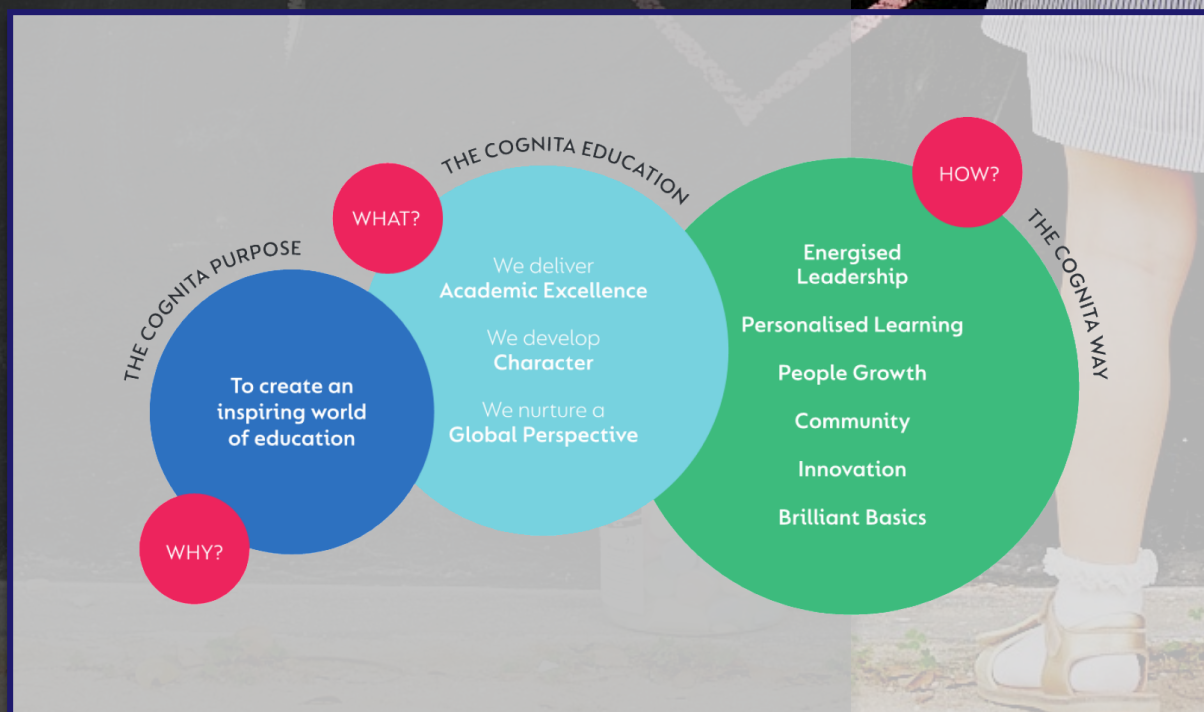 THE COGNITA PURPOSE
To create an
inspiring world
of education
WHY?
THE COGNITA EDUCATION
WHAT?
We deliver
Academic Excellence
We develop
Character
We nurture a
Global Perspective
THE COGNITA WAY
HOW?
Energised
Leadership
Personalised Learning
People Growth
Community
Innovation
Brilliant Basics